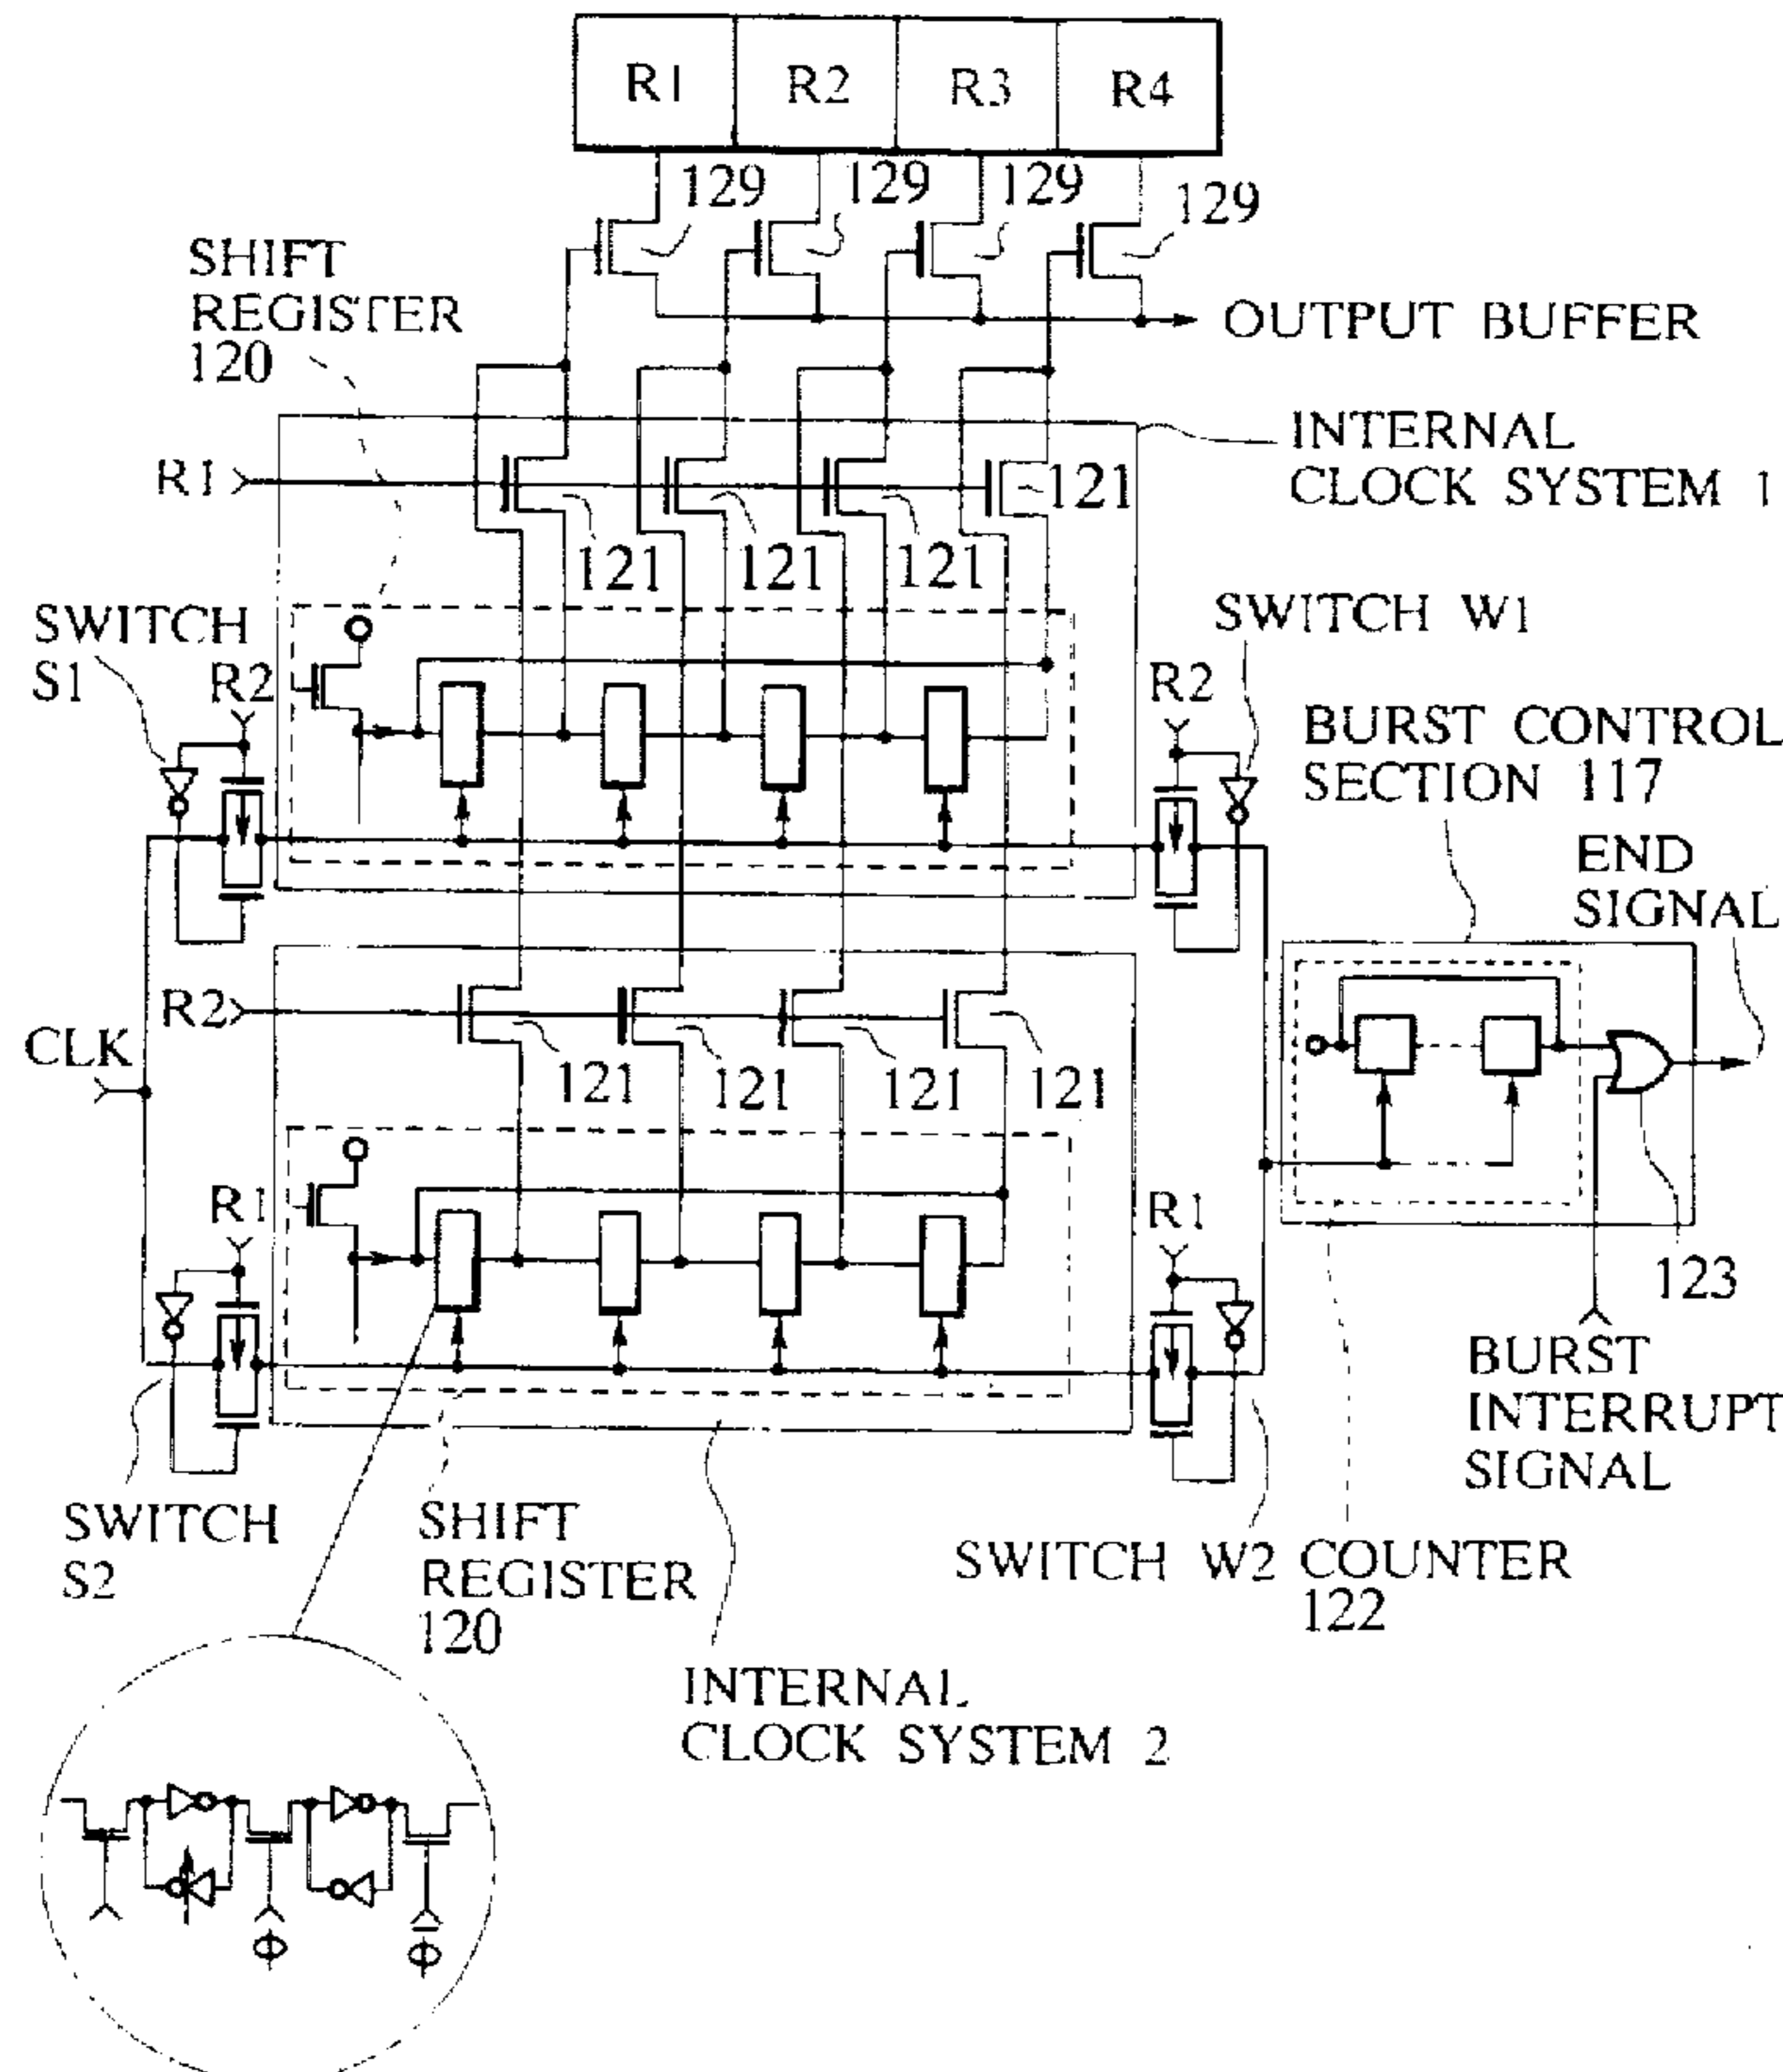 R1 R2 R3 R4
129 129 129 129
SHIFT
REGISTER
120
OUTPUT BUFFER
INTERNAL
CLOCK SYSTEM 1
R1
121
121 121 121
SWITCH
S1
R2
SWITCH W1
R2
BURST CONTROL
SECTION 117
END
SIGNAL
R2
CLK
121 121 121 121
R1
R1
123
BURST
INTERRUPT
SIGNAL
SWITCH
S2
SHIFT
REGISTER
120
SWITCH W2
COUNTER
122
INTERNAL
CLOCK SYSTEM 2
Φ Φ̅